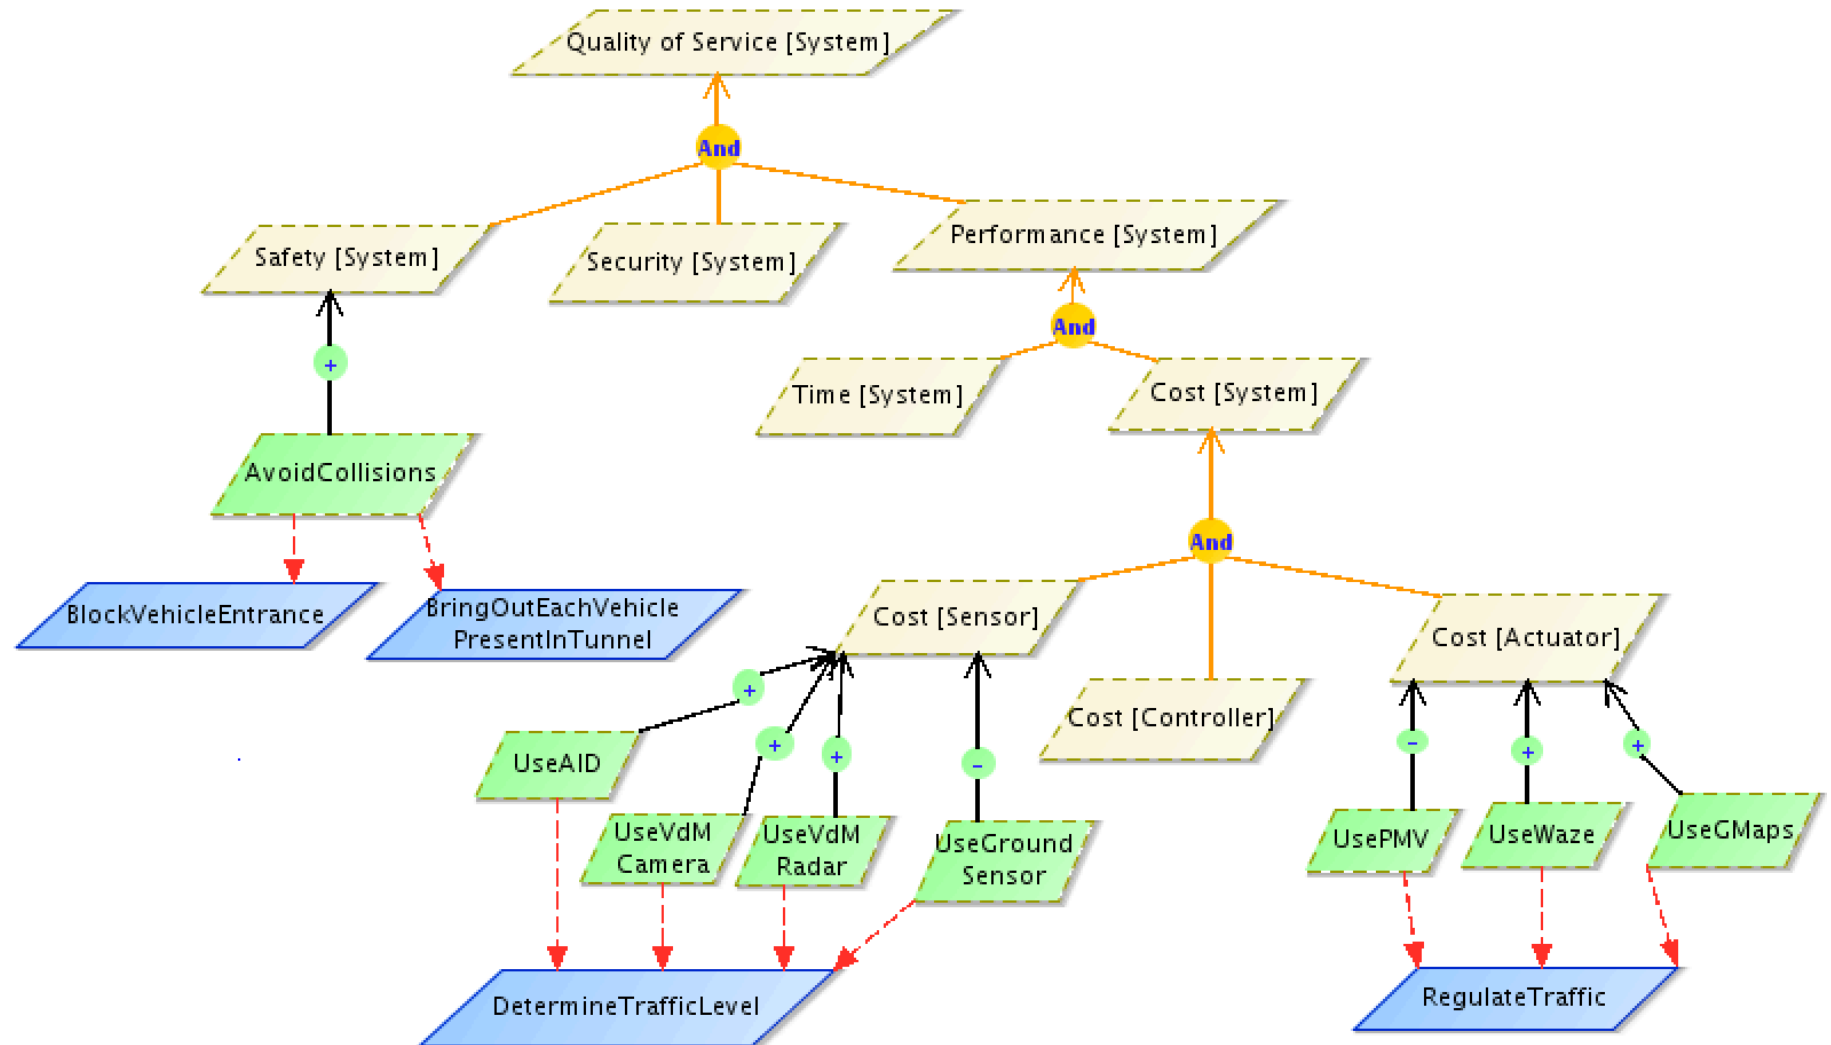 Quality of Service [System]
And
Safety [System]
Security [System]
Performance [System]
And
Time [System]
Cost [System]
+
AvoidCollisions
And
BlockVehicleEntrance
BringOutEachVehicle
PresentInTunnel
Cost [Sensor]
Cost [Actuator]
Cost [Controller]
+
+
+
-
-
+
+
UseAID
UseVdM
Camera
UseVdM
Radar
UseGround
Sensor
UsePMV
UseWaze
UseGMaps
DetermineTrafficLevel
RegulateTraffic